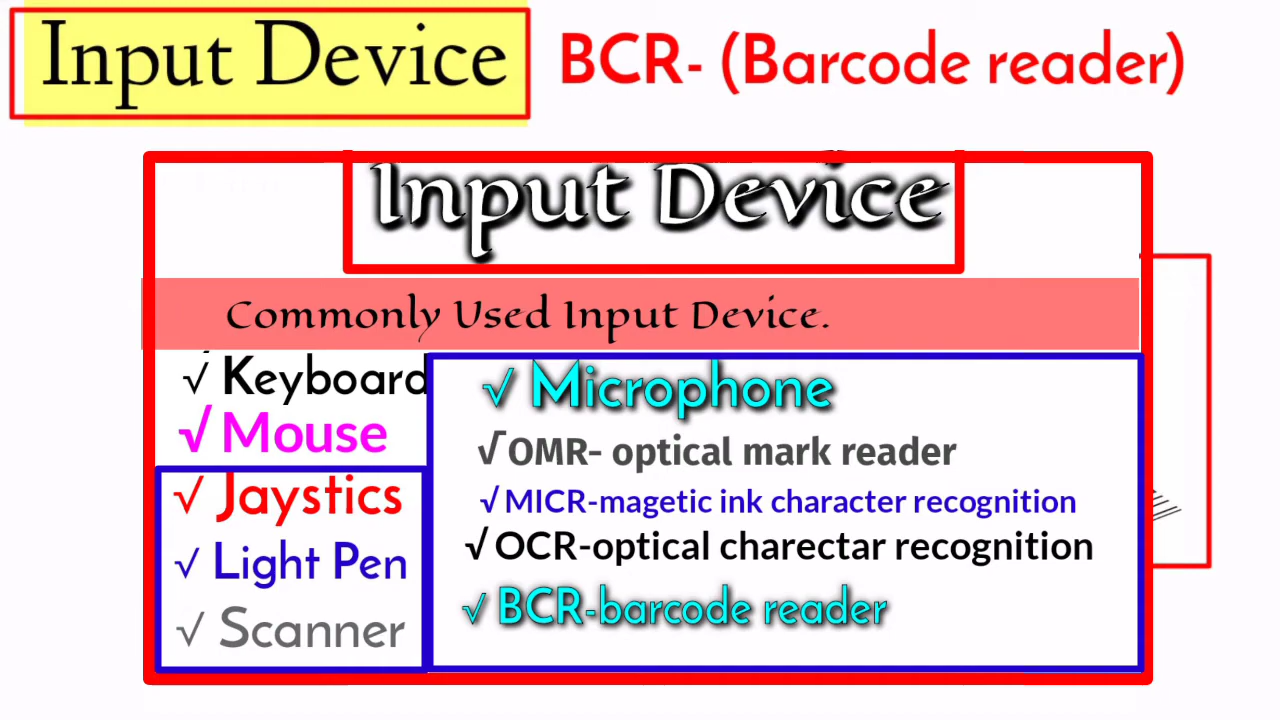 Input Device
BCR- (Barcode reader)
Input Device
Commonly Used Input Device.
√ Keyboard
√ Mouse
√ Jaystics
√ Light Pen
√ Scanner
√ Microphone
√ OMR- optical mark reader
√ MICR-magetic ink character recognition
√ OCR-optical charectar recognition
√ BCR-barcode reader